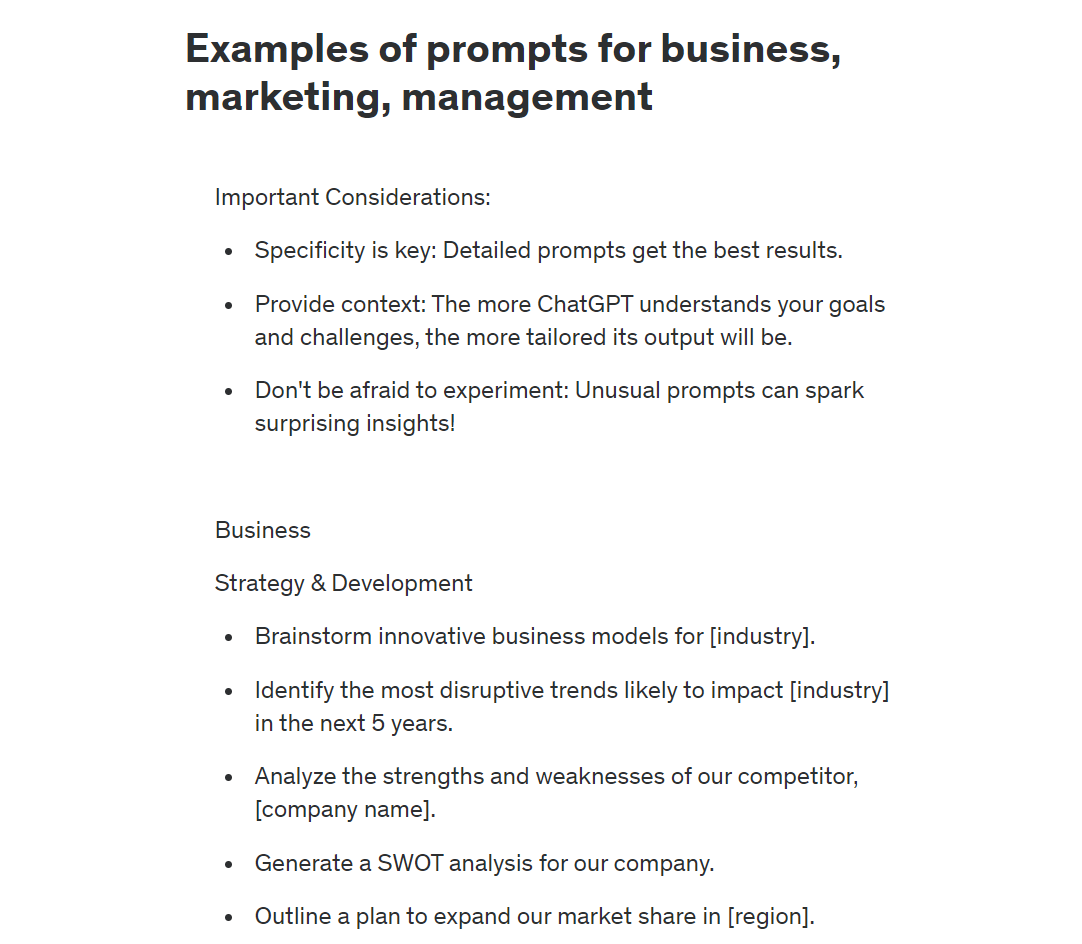 Examples of prompts for business,
marketing, management
Important Considerations:
• Specificity is key: Detailed prompts get the best results.
• Provide context: The more ChatGPT understands your goals
and challenges, the more tailored its output will be.
• Don't be afraid to experiment: Unusual prompts can spark
surprising insights!
Business
Strategy & Development
• Brainstorm innovative business models for [industry].
• Identify the most disruptive trends likely to impact [industry]
in the next 5 years.
• Analyze the strengths and weaknesses of our competitor,
[company name].
• Generate a SWOT analysis for our company.
• Outline a plan to expand our market share in [region].